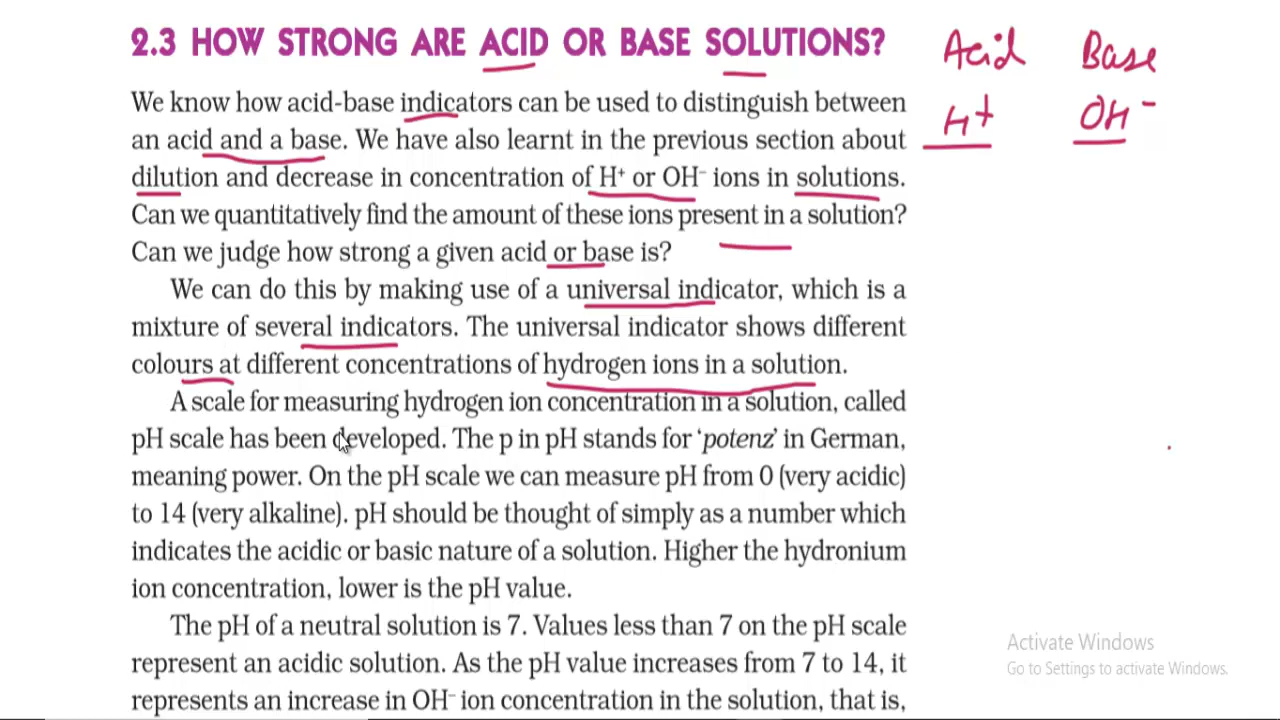 2.3 HOW STRONG ARE ACID OR BASE SOLUTIONS?
Acid Base
H+ OH-
We know how acid-base indicators can be used to distinguish between
an acid and a base. We have also learnt in the previous section about
dilution and decrease in concentration of H⁺ or OH⁻ ions in solutions.
Can we quantitatively find the amount of these ions present in a solution?
Can we judge how strong a given acid or base is?
We can do this by making use of a universal indicator, which is a
mixture of several indicators. The universal indicator shows different
colours at different concentrations of hydrogen ions in a solution.
A scale for measuring hydrogen ion concentration in a solution, called
pH scale has been developed. The p in pH stands for ‘potenz’ in German,
meaning power. On the pH scale we can measure pH from 0 (very acidic)
to 14 (very alkaline). pH should be thought of simply as a number which
indicates the acidic or basic nature of a solution. Higher the hydronium
ion concentration, lower is the pH value.
The pH of a neutral solution is 7. Values less than 7 on the pH scale
represent an acidic solution. As the pH value increases from 7 to 14, it
represents an increase in OH⁻ ion concentration in the solution, that is,
Activate Windows
Go to Settings to activate Windows.